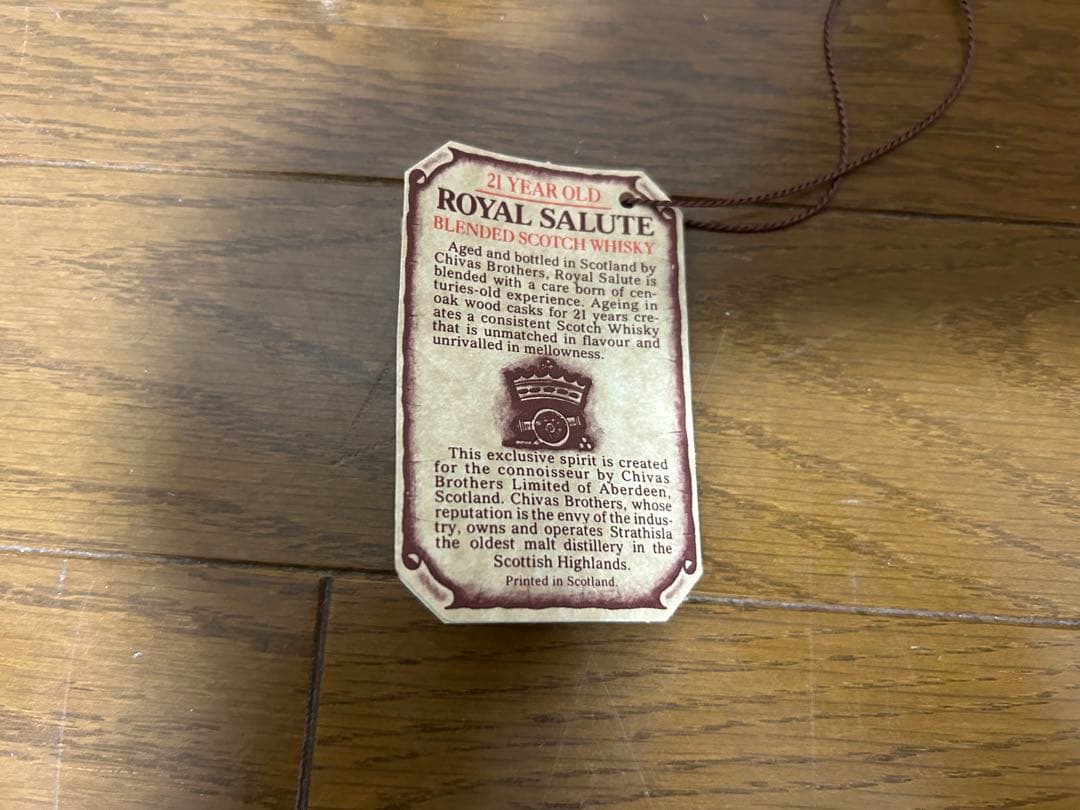 21 YEAR OLD
ROYAL SALUTE
BLENDED SCOTCH WHISKY
Aged and bottled in Scotland by
Chivas Brothers, Royal Salute is
blended with a care born of cen-
turies-old experience. Ageing in
oak wood casks for 21 years cre-
ates a consistent Scotch Whisky
that is unmatched in flavour and
unrivalled in mellowness.
This exclusive spirit is created
for the connoisseur by Chivas
Brothers Limited of Aberdeen,
Scotland. Chivas Brothers, whose
reputation is the envy of the indus-
try, owns and operates Strathisla
the oldest malt distillery in the
Scottish Highlands.
Printed in Scotland.